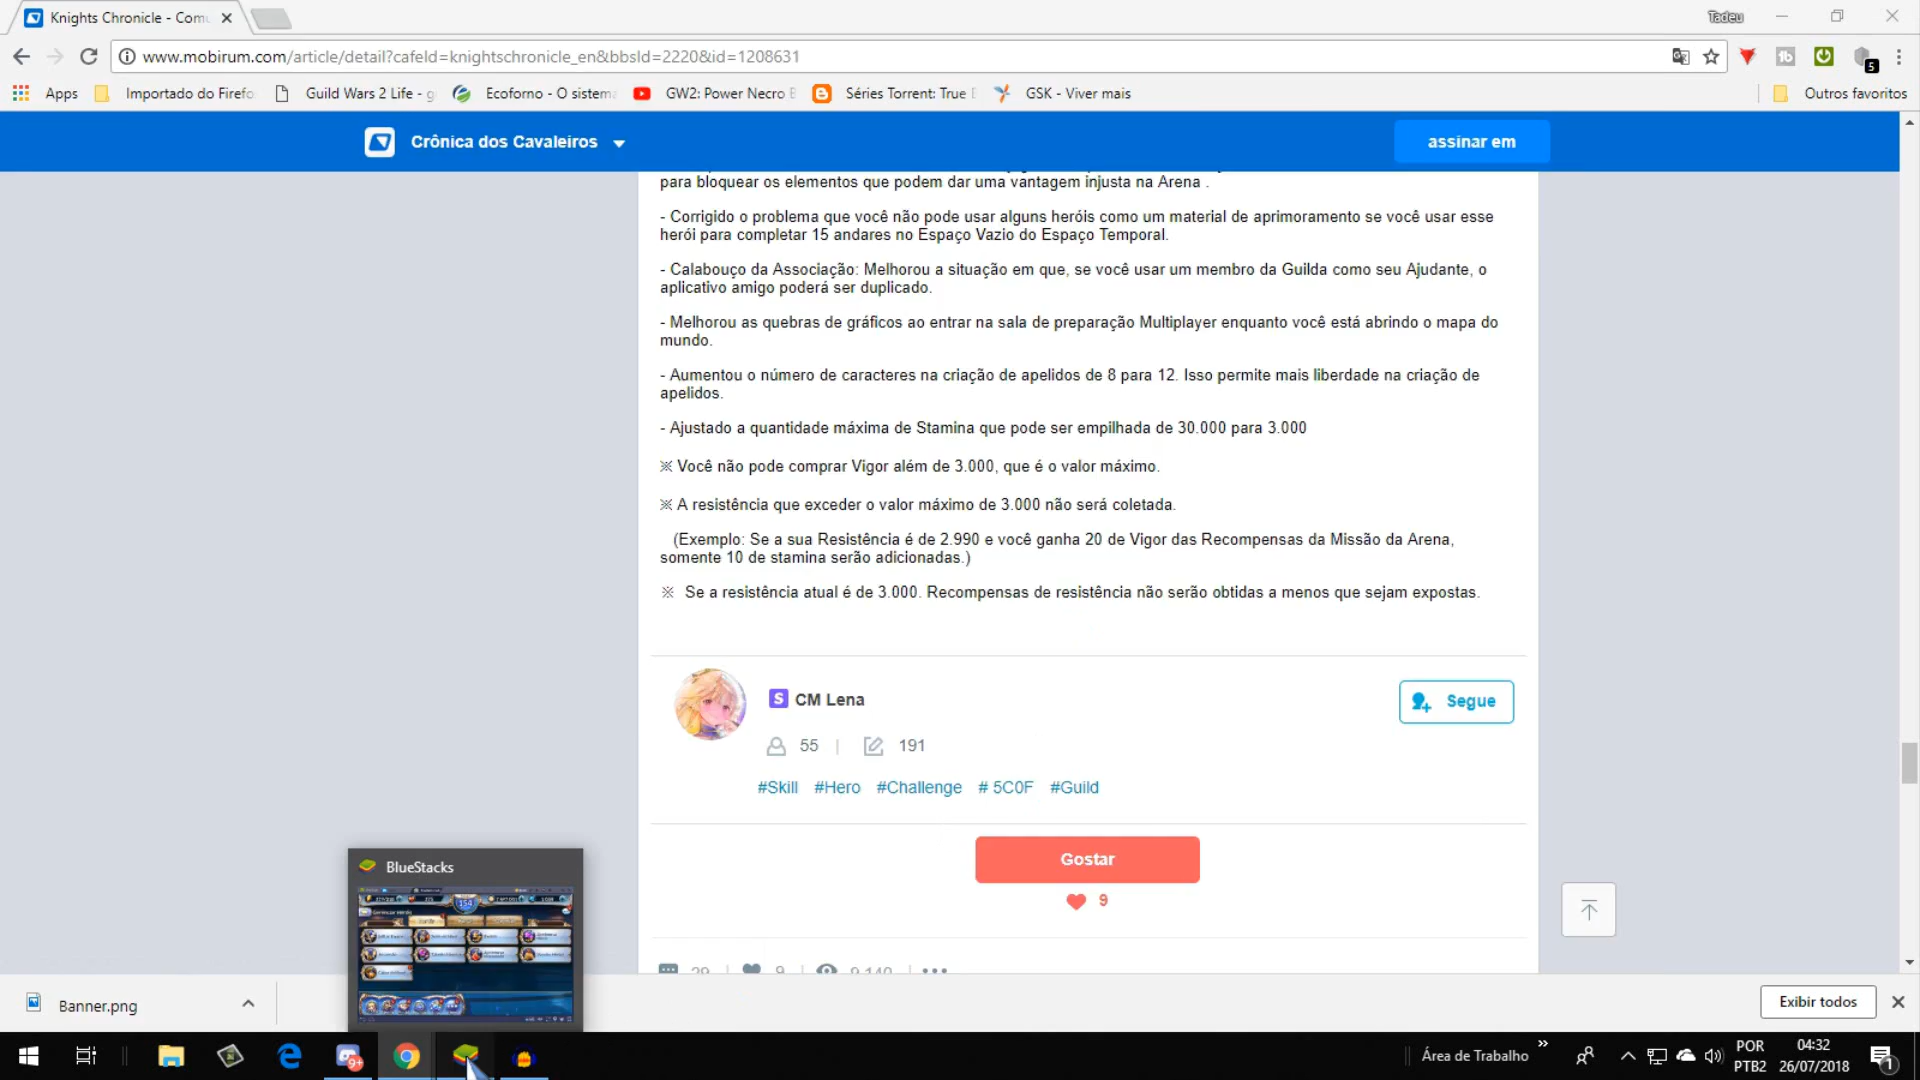 Knights Chronicle - Com
Tadeu
www.mobirum.com/article/detail?cafeId=knightschronicle_en&bbsId=2220&id=1208631
5
Apps
Importado do Firefo
Guild Wars 2 Life - g
Ecoforno - O sistema
GW2: Power Necro B
Séries Torrent: True
GSK - Viver mais
Outros favoritos
Crônica dos Cavaleiros
assinar em
para bloquear os elementos que podem dar uma vantagem injusta na Arena .
- Corrigido o problema que você não pode usar alguns heróis como um material de aprimoramento se você usar esse
herói para completar 15 andares no Espaço Vazio do Espaço Temporal.
- Calabouço da Associação: Melhorou a situação em que, se você usar um membro da Guilda como seu Ajudante, o
aplicativo amigo poderá ser duplicado.
- Melhorou as quebras de gráficos ao entrar na sala de preparação Multiplayer enquanto você está abrindo o mapa do
mundo.
- Aumentou o número de caracteres na criação de apelidos de 8 para 12. Isso permite mais liberdade na criação de
apelidos.
- Ajustado a quantidade máxima de Stamina que pode ser empilhada de 30.000 para 3.000
※ Você não pode comprar Vigor além de 3.000, que é o valor máximo.
※ A resistência que exceder o valor máximo de 3.000 não será coletada.
(Exemplo: Se a sua Resistência é de 2.990 e você ganha 20 de Vigor das Recompensas da Missão da Arena,
somente 10 de stamina serão adicionadas.)
※ Se a resistência atual é de 3.000. Recompensas de resistência não serão obtidas a menos que sejam expostas.
S CM Lena
Segue
55 | 191
#Skill #Hero #Challenge # 5C0F #Guild
Gostar
9
29 | 9 | 9,140 |
BlueStacks
154
Banner.png
Exibir todos
9+
Área de Trabalho
POR
PTB2
04:32
26/07/2018
1